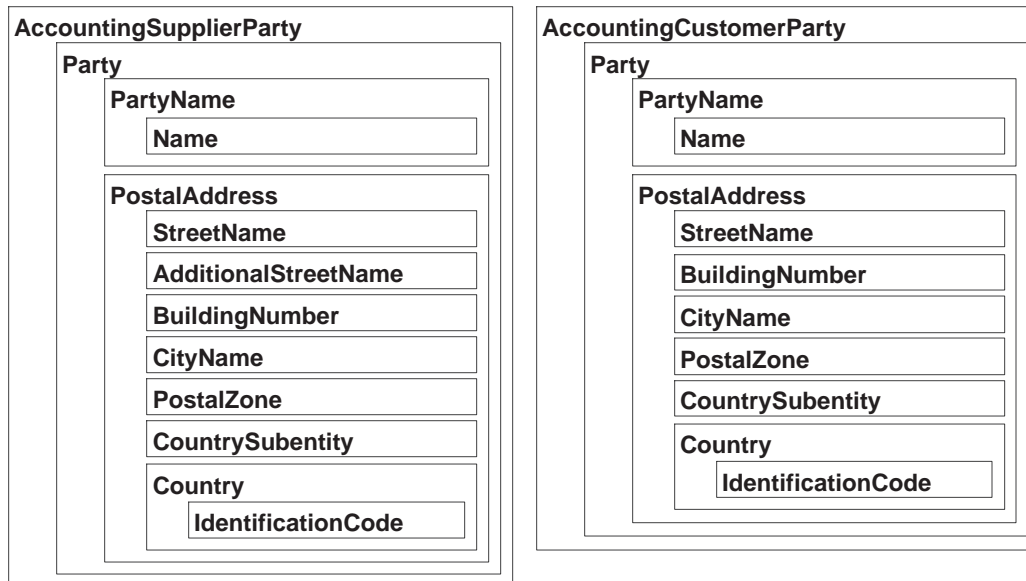 AccountingSupplierParty
Party
PartyName
Name
PostalAddress
StreetName
AdditionalStreetName
BuildingNumber
CityName
PostalZone
CountrySubentity
Country
IdentificationCode
AccountingCustomerParty
Party
PartyName
Name
PostalAddress
StreetName
BuildingNumber
CityName
PostalZone
CountrySubentity
Country
IdentificationCode